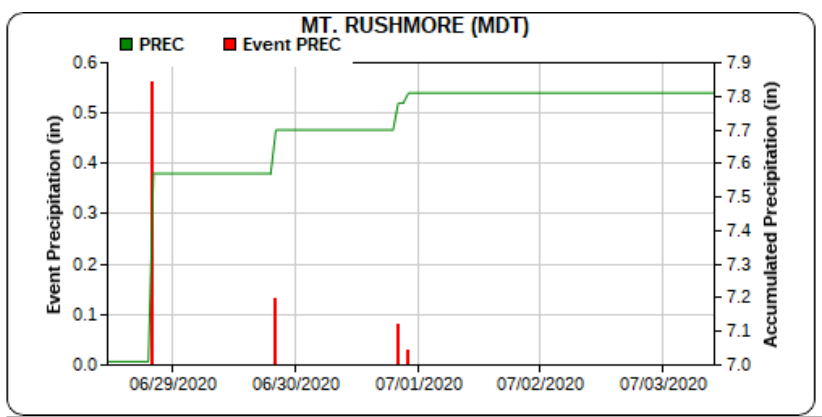 MT. RUSHMORE (MDT)
PREC Event PREC
0.6 7.9
0.5 7.8
7.7
0.4 7.6
0.3 7.5
7.4
0.2 7.3
7.2
0.1 7.1
0.0 7.0
Event Precipitation (in)
Accumulated Precipitation (in)
06/29/2020 06/30/2020 07/01/2020 07/02/2020 07/03/2020